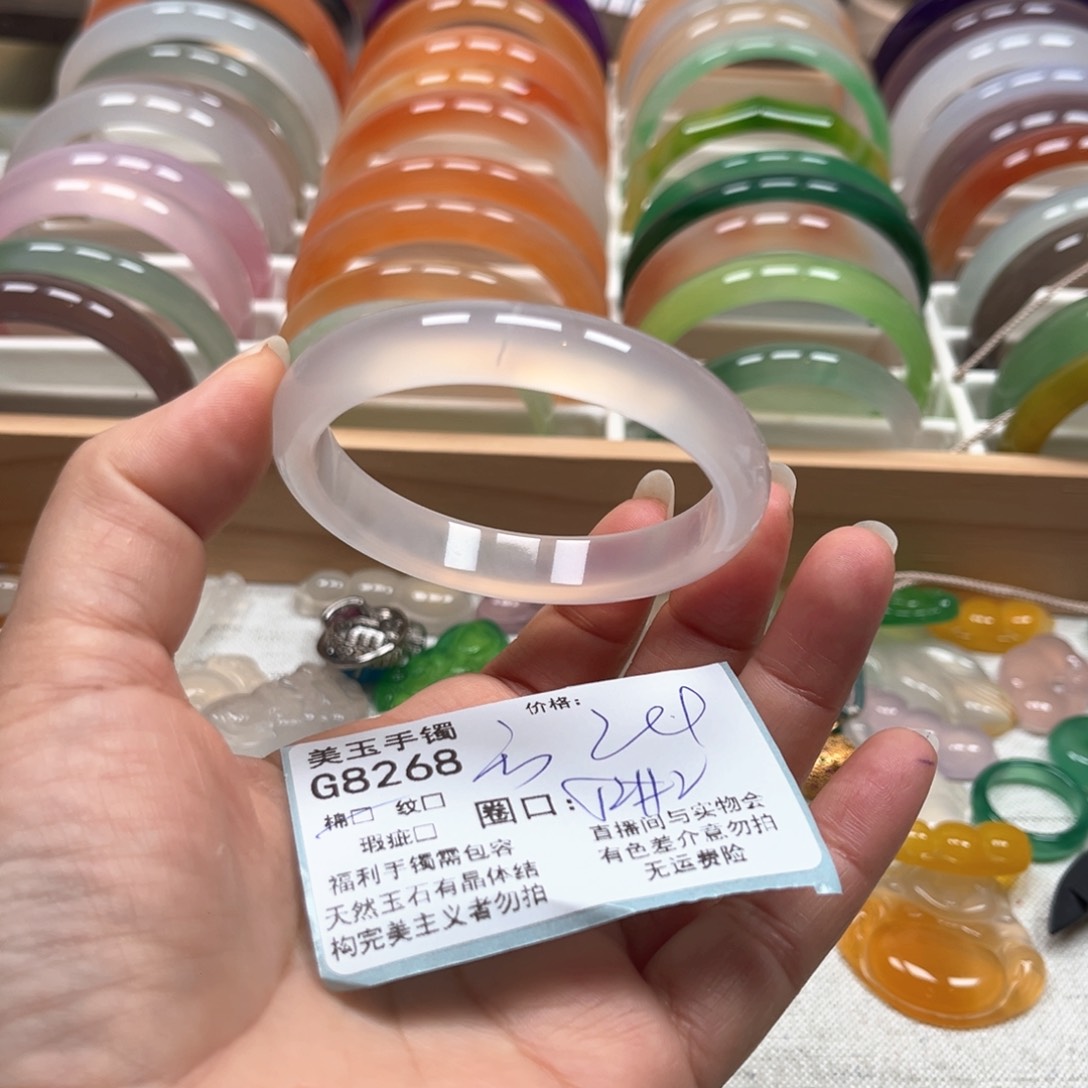 价格：
美玉手镯
G8268
棉□ 纹□
圈口：
瑕疵□
福利手镯需包容
天然玉石有晶体结
构完美主义者勿拍
直播间与实物会
有色差介意勿拍
无运费险